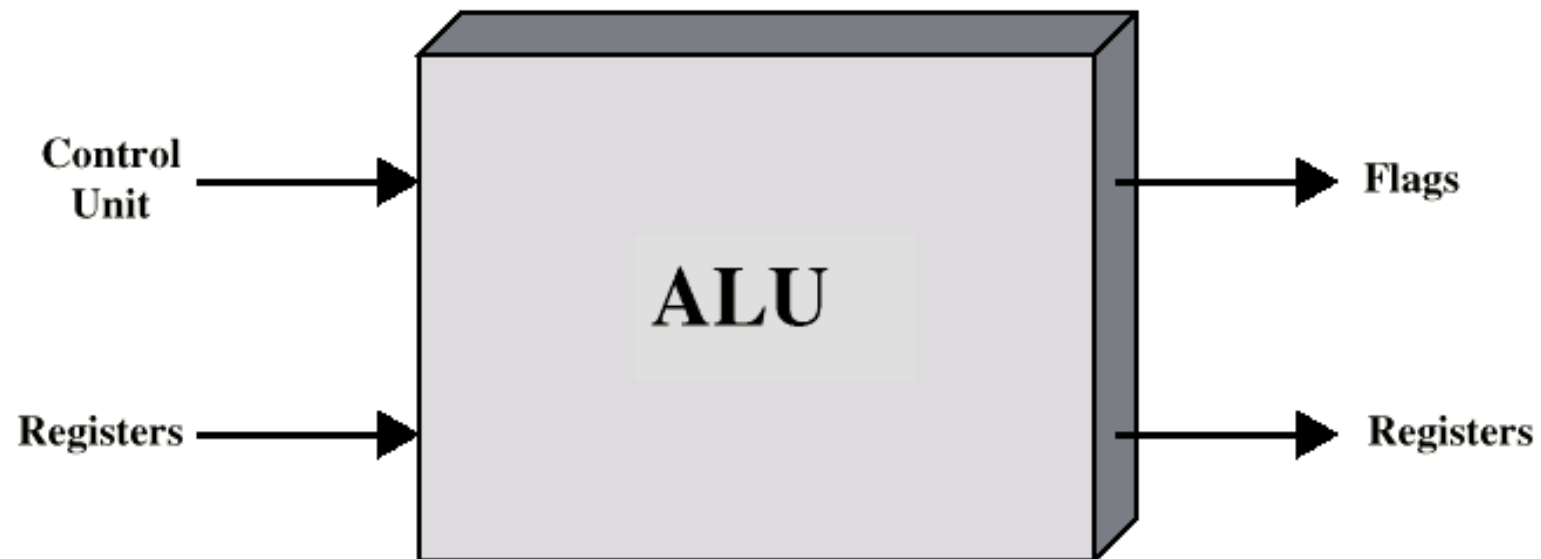 Control
Unit
Flags
ALU
Registers
Registers